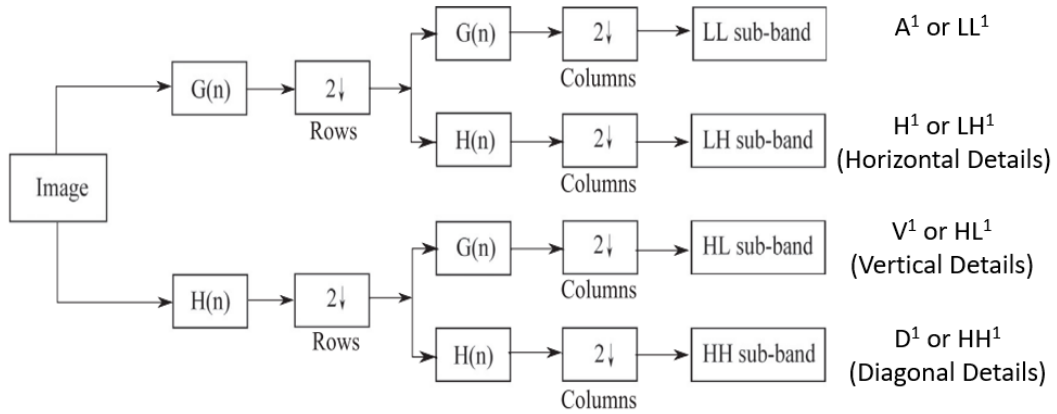 Image
G(n)
2↓
Rows
G(n)
2↓
Columns
LL sub-band
A¹ or LL¹
H(n)
2↓
Columns
LH sub-band
H¹ or LH¹
(Horizontal Details)
H(n)
2↓
Rows
G(n)
2↓
Columns
HL sub-band
V¹ or HL¹
(Vertical Details)
H(n)
2↓
Columns
HH sub-band
D¹ or HH¹
(Diagonal Details)